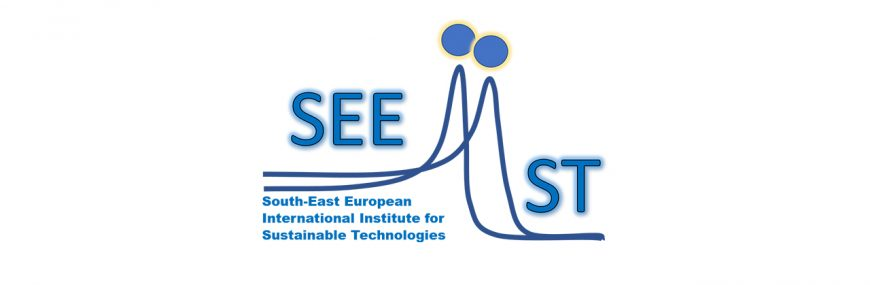 SEE
ST
South-East European
International Institute for
Sustainable Technologies